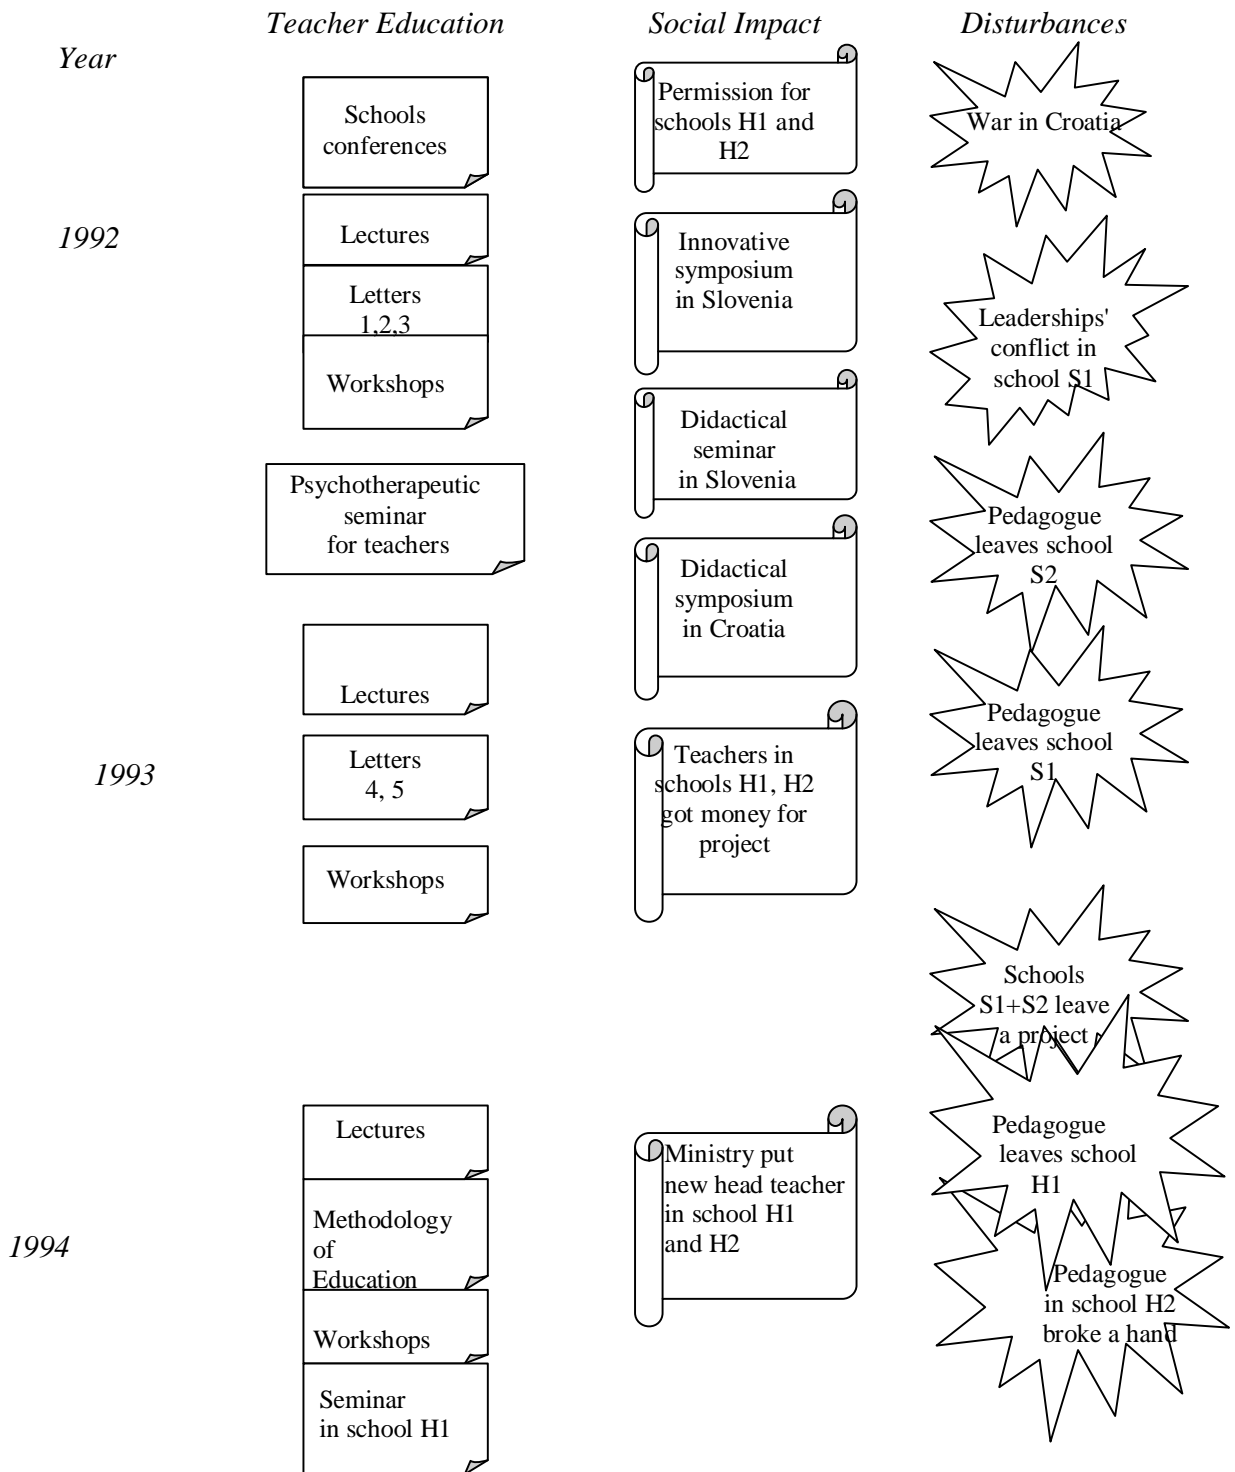 Teacher Education
Social Impact
Disturbances
Year
Schools
conferences
Permission for
schools H1 and
H2
War in Croatia
1992
Lectures
Letters
1,2,3
Workshops
Innovative
symposium
in Slovenia
Leaderships'
conflict in
school S1
Didactical
seminar
in Slovenia
Psychotherapeutic
seminar
for teachers
Pedagogue
leaves school
S2
Didactical
symposium
in Croatia
Lectures
Pedagogue
leaves school
S1
1993
Letters
4, 5
Teachers in
schools H1, H2
got money for
project
Workshops
Schools
S1+S2 leave
a project
Lectures
Ministry put
new head teacher
in school H1
and H2
Pedagogue
leaves school
H1
1994
Methodology
of
Education
Workshops
Pedagogue
in school H2
broke a hand
Seminar
in school H1